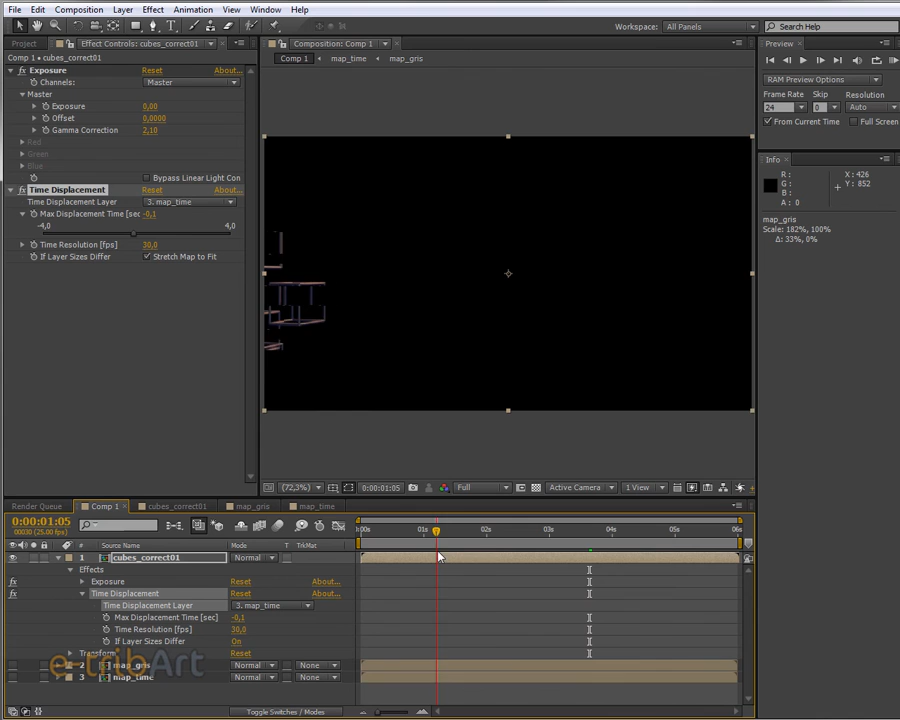 File Edit Composition Layer Effect Animation View Window Help
Workspace: All Panels Search Help
Project Effect Controls: cubes_correct01 Composition: Comp 1 Preview
Comp 1 • cubes_correct01 Comp 1 map_time map_gris
fx Exposure Reset About...
Channels: Master
Master
Exposure 0,00
Offset 0,0000
Gamma Correction 2,10
Red
Green
Blue
Bypass Linear Light Con
fx Time Displacement Reset About...
Time Displacement Layer 3. map_time
Max Displacement Time [sec -0,1
-4,0 4,0
Time Resolution [fps] 30,0
If Layer Sizes Differ Stretch Map to Fit
RAM Preview Options
Frame Rate Skip Resolution
24 0 Auto
From Current Time Full Screen
Info
R: X: 426
G: Y: 852
B:
A: 0
map_gris
Scale: 182%, 100%
Δ: 33%, 0%
(72,3%) 0:00:01:05 Full Active Camera 1 View
Render Queue Comp 1 cubes_correct01 map_gris map_time
0:00:01:05
00030 (25.00 fps)
00s 01s 02s 03s 04s 05s 06s
# Source Name Mode T TrkMat
1 cubes_correct01 Normal
Effects
fx Exposure Reset About...
fx Time Displacement Reset About...
Time Displacement Layer 3. map_time
Max Displacement Time [sec] -0,1
Time Resolution [fps] 30,0
If Layer Sizes Differ On
Transform Reset
2 map_gris Normal None
3 map_time Normal None
e-tribArt
Toggle Switches / Modes